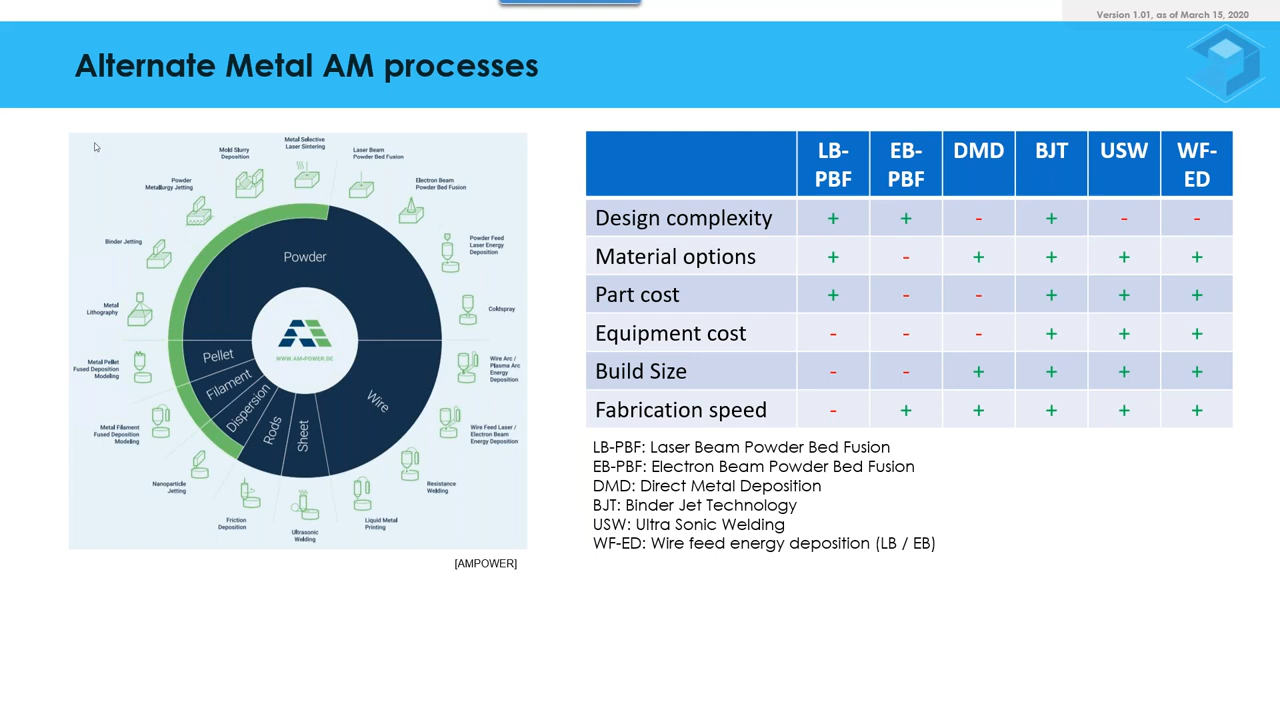 Version 1.01, as of March 15, 2020
Alternate Metal AM processes
Metal Selective
Laser Sintering
Laser Beam
Powder Bed Fusion
Electron Beam
Powder Bed Fusion
Powder Feed
Laser Energy
Deposition
Coldspray
Wire Arc /
Plasma Arc
Energy
Deposition
Wire Feed Laser /
Electron Beam
Energy Deposition
Resistance
Welding
Liquid Metal
Printing
Ultrasonic
Welding
Friction
Deposition
Nanoparticle
Jetting
Metal Filament
Fused Deposition
Modeling
Metal Pellet
Fused Deposition
Modeling
Metal
Lithography
Binder Jetting
Powder
Metallurgy Jetting
Mold Slurry
Deposition
Powder
Pellet
Filament
Dispersion
Rods
Sheet
Wire
WWW.AM-POWER.DE
[AMPOWER]
LB-PBF EB-PBF DMD BJT USW WF-ED
Design complexity + + - + - -
Material options + - + + + +
Part cost + - - + + +
Equipment cost - - - + + +
Build Size - - + + + +
Fabrication speed - + + + + +
LB-PBF: Laser Beam Powder Bed Fusion
EB-PBF: Electron Beam Powder Bed Fusion
DMD: Direct Metal Deposition
BJT: Binder Jet Technology
USW: Ultra Sonic Welding
WF-ED: Wire feed energy deposition (LB / EB)